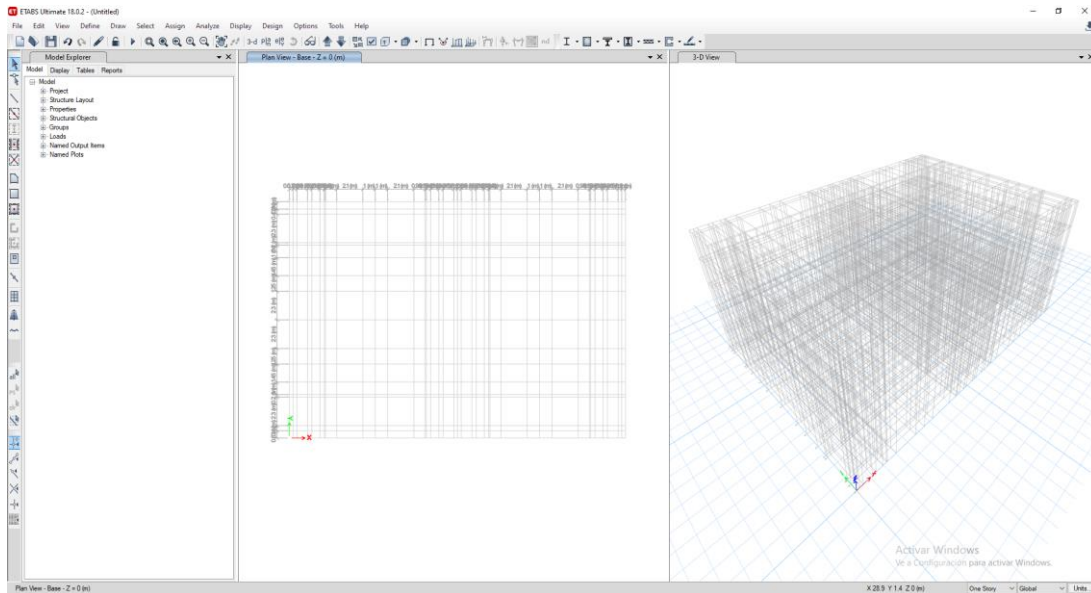 ETABS Ultimate 18.0.2 - (Untitled)
File Edit View Define Draw Select Assign Analyze Display Design Options Tools Help
Model Explorer
Model Display Tables Reports
Model
Project
Structure Layout
Properties
Structural Objects
Groups
Loads
Named Output Items
Named Plots
Plan View - Base - Z = 0 (m)
X
3-D View
Activar Windows
Ve a Configuración para activar Windows.
Plan View - Base - Z = 0 (m)
X 28.9 Y 1.4 Z 0 (m)
One Story
Global
Units...